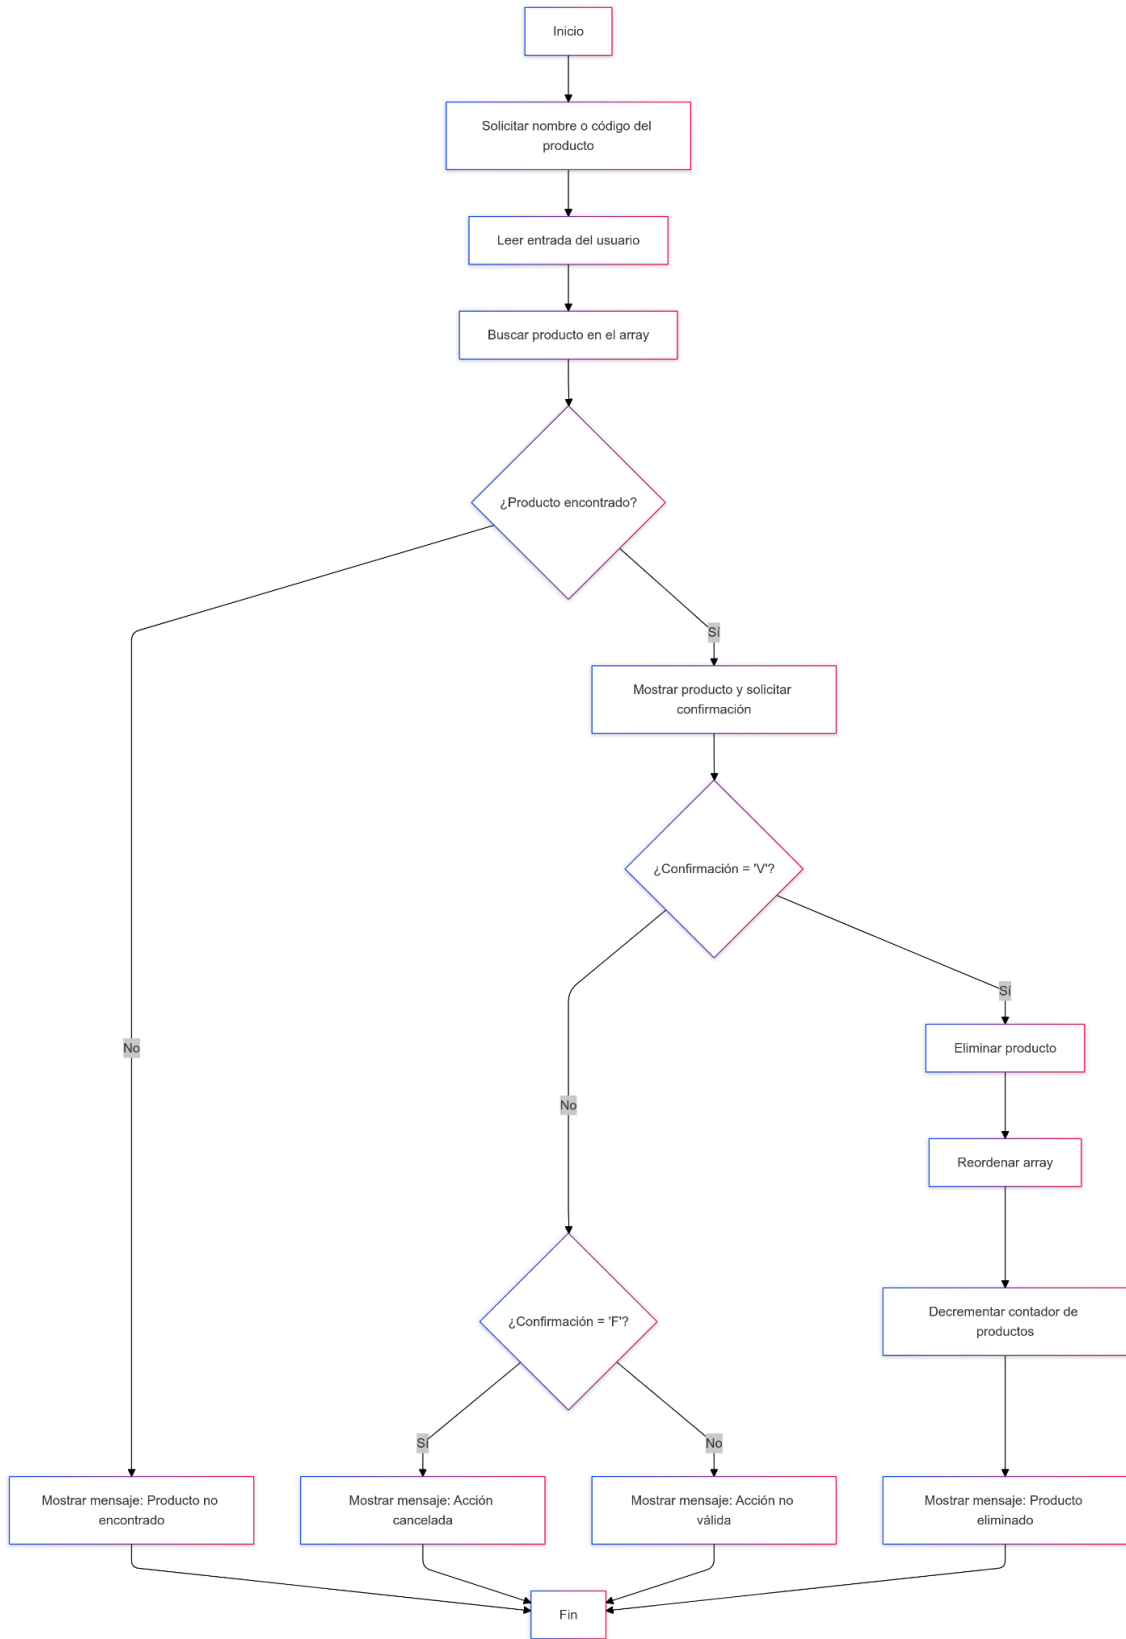 Inicio
Solicitar nombre o código del
producto
Leer entrada del usuario
Buscar producto en el array
¿Producto encontrado?
Sí
Mostrar producto y solicitar
confirmación
¿Confirmación = 'V'?
Sí
Eliminar producto
No
No
Reordenar array
¿Confirmación = 'F'?
Decrementar contador de
productos
Sí
No
Mostrar mensaje: Producto no
encontrado
Mostrar mensaje: Acción
cancelada
Mostrar mensaje: Acción no
válida
Mostrar mensaje: Producto
eliminado
Fin